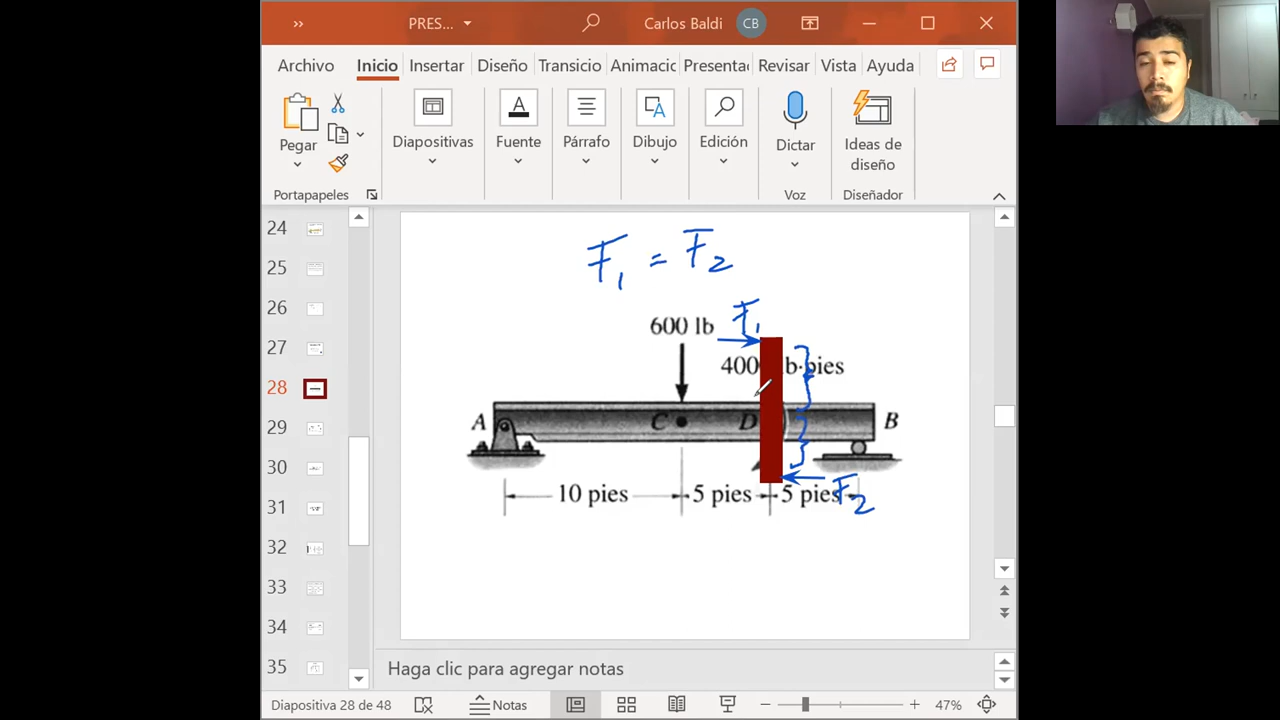 PRES...
Carlos Baldi
CB
Archivo Inicio Insertar Diseño Transicio Animacic Presentac Revisar Vista Ayuda
Pegar
Diapositivas
Fuente
Párrafo
Dibujo
Edición
Dictar
Ideas de
diseño
Portapapeles
Voz
Diseñador
24
25
26
27
28
29
30
31
32
33
34
35
F1 = F2
600 lb
F1
400 b·pies
A
C
D
B
10 pies
5 pies
5 pies
F2
Haga clic para agregar notas
Diapositiva 28 de 48
Notas
47%